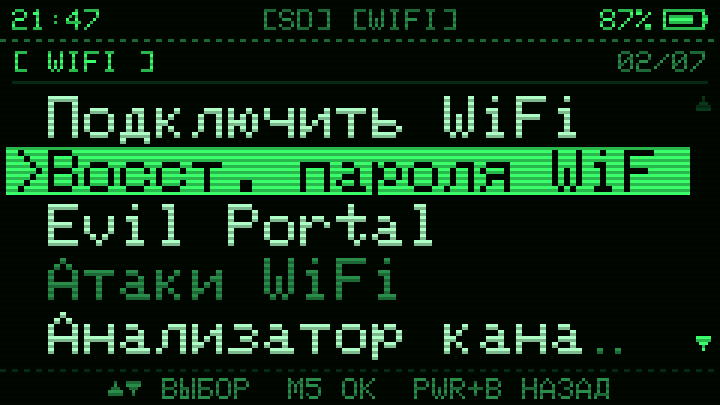 21:47 [SD] [WIFI] 87%
[ WIFI ] 02/07
Подключить WiFi
>Восст. пароля WiF
Evil Portal
Атаки WiFi
Анализатор кана..
▲▼ ВЫБОР M5 OK PWR+B НАЗАД